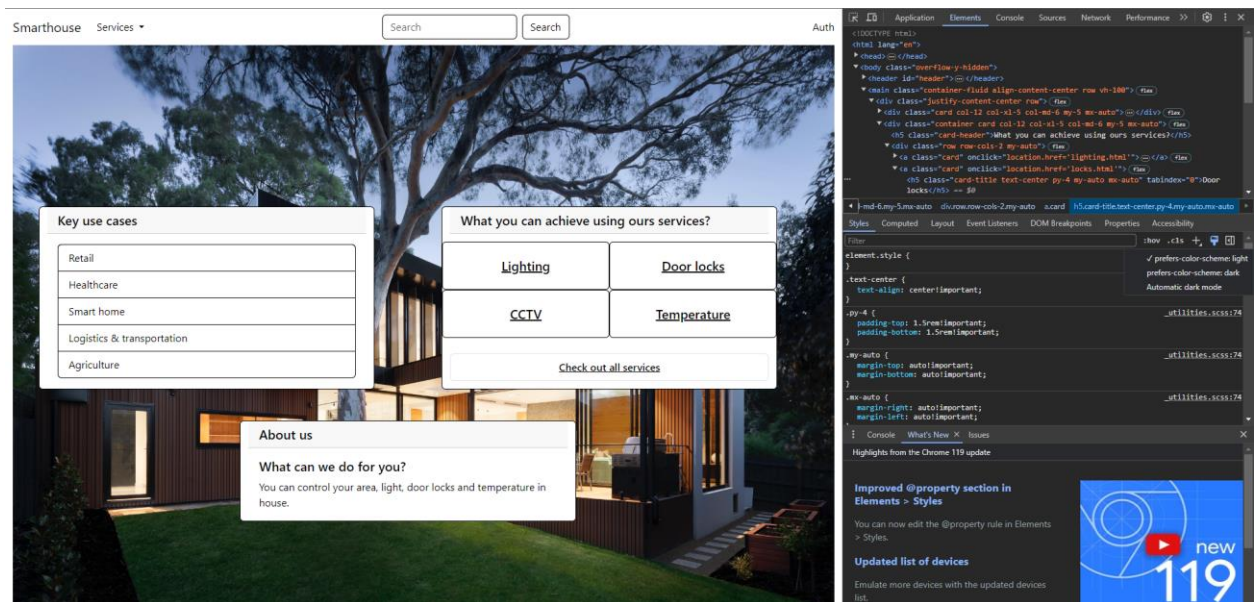 Smarthouse Services Search Search Auth
Key use cases
Retail
Healthcare
Smart home
Logistics & transportation
Agriculture
What you can achieve using ours services?
Lighting Door locks
CCTV Temperature
Check out all services
About us
What can we do for you?
You can control your area, light, door locks and temperature in
house.
Application Elements Console Sources Network Performance
<!DOCTYPE html>
<html lang="en">
<head> </head>
<body class="overflow-y-hidden">
<header id="header"> </header>
<main class="container-fluid align-content-center row vh-100"> flex
<div class="justify-content-center row"> flex
<div class="card col-12 col-xl-5 col-md-6 my-5 mx-auto"> </div> flex
<div class="container card col-12 col-xl-5 col-md-6 my-5 mx-auto"> flex
<h5 class="card-header">What you can achieve using ours services?</h5>
<div class="row row-cols-2 my-auto"> flex
<a class="card" onclick="location.href='lighting.html'"> </a> flex
<a class="card" onclick="location.href='locks.html'"> flex
<h5 class="card-title text-center py-4 my-auto mx-auto" tabindex="0">Door
locks</h5> == $0
-md-6.my-5.mx-auto div.row.row-cols-2.my-auto a.card h5.card-title.text-center.py-4.my-auto.mx-auto
Styles Computed Layout Event Listeners DOM Breakpoints Properties Accessibility
Filter :hov .cls
element.style {
}
✓ prefers-color-scheme: light
prefers-color-scheme: dark
Automatic dark mode
.text-center {
text-align: center!important;
}
.py-4 { _utilities.scss:74
padding-top: 1.5rem!important;
padding-bottom: 1.5rem!important;
}
.my-auto { _utilities.scss:74
margin-top: auto!important;
margin-bottom: auto!important;
}
.mx-auto { _utilities.scss:74
margin-right: auto!important;
margin-left: auto!important;
Console What's New Issues
Highlights from the Chrome 119 update
Improved @property section in
Elements > Styles
You can now edit the @property rule in Elements
> Styles.
Updated list of devices
Emulate more devices with the updated devices
list.
new
119